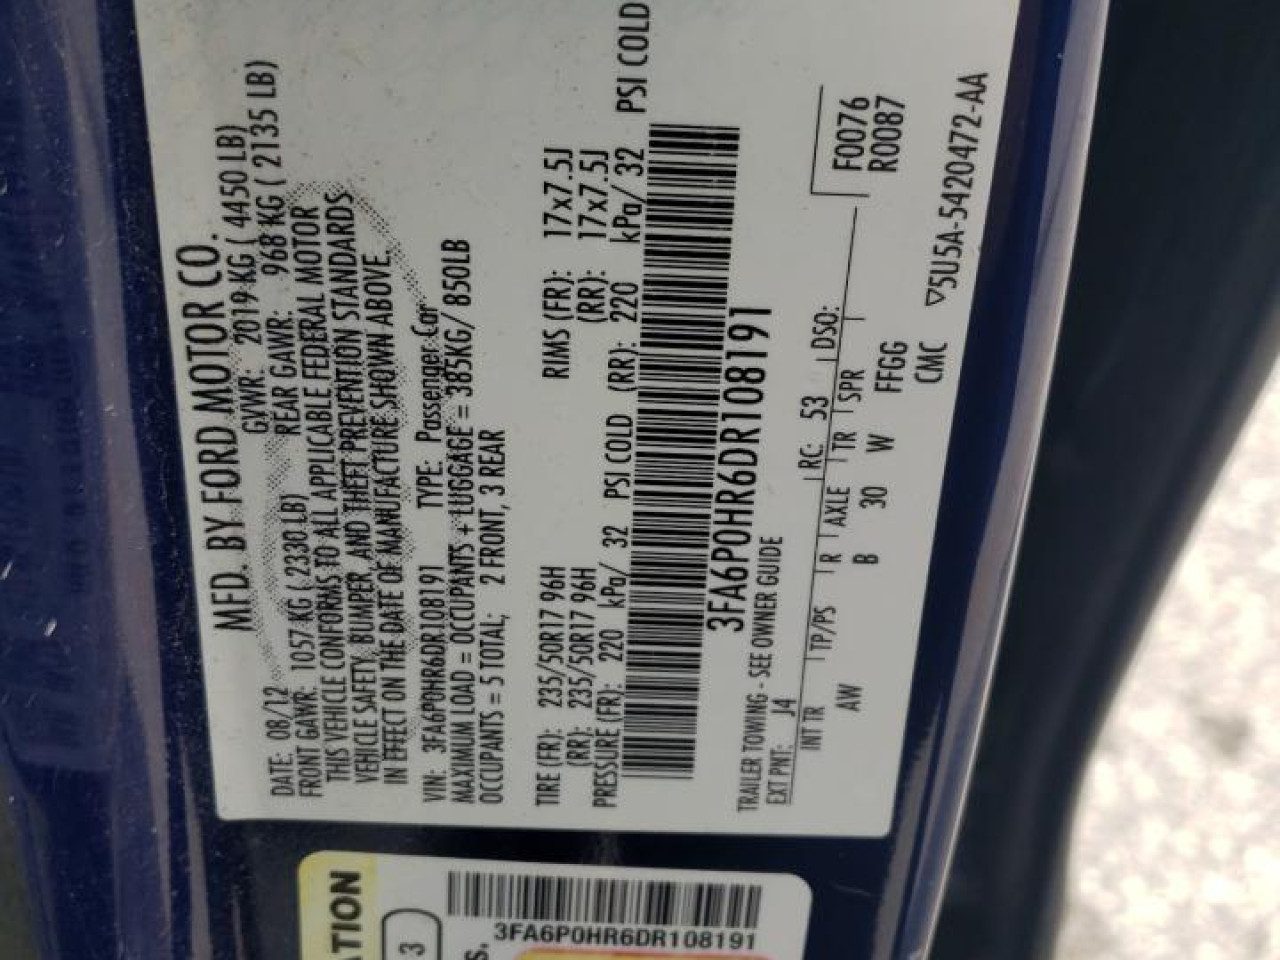 MFD. BY FORD MOTOR CO.
DATE: 08/12 GVWR: 2019 KG ( 4450 LB)
FRONT GAWR: 1057 KG ( 2330 LB) REAR GAWR: 968 KG ( 2135 LB)
THIS VEHICLE CONFORMS TO ALL APPLICABLE FEDERAL MOTOR
VEHICLE SAFETY, BUMPER, AND THEFT PREVENTION STANDARDS
IN EFFECT ON THE DATE OF MANUFACTURE SHOWN ABOVE.
VIN: 3FA6P0HR6DR108191 TYPE: Passenger Car
MAXIMUM LOAD = OCCUPANTS + LUGGAGE = 385KG/ 850LB
OCCUPANTS = 5 TOTAL; 2 FRONT, 3 REAR
TIRE (FR): 235/50R17 96H RIMS (FR): 17x7.5J
(RR): 235/50R17 96H (RR): 17x7.5J
PRESSURE (FR): 220 kPa/ 32 PSI COLD (RR): 220 kPa/ 32 PSI COLD
3FA6P0HR6DR108191
TRAILER TOWING - SEE OWNER GUIDE
EXT PNT: J4 RC: 53 DSO: F0076
R0087
INT TR TP/PS R AXLE TR SPR
AW B 30 W FFGG
CMC
▽5U5A-5420472-AA
ATION
3
S.
3FA6P0HR6DR108191